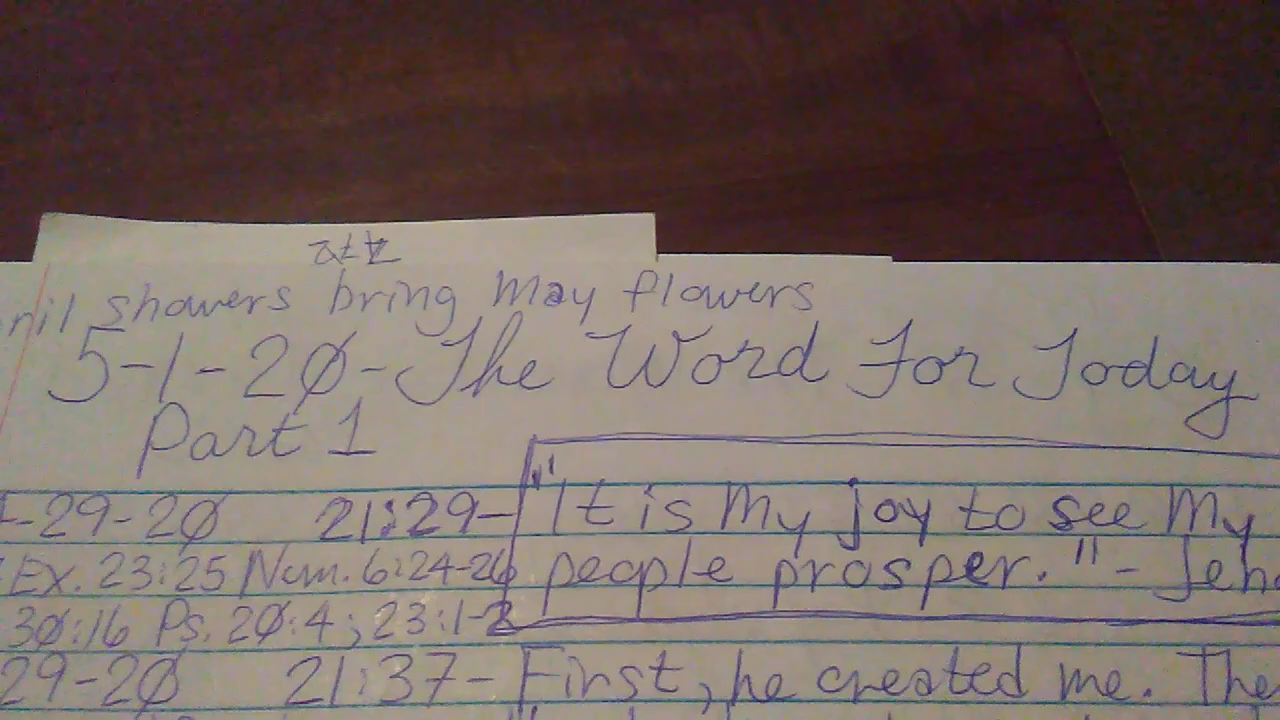 ril showers bring May flowers
5-1-20-The Word For Today
Part 1
-29-20 21:29- "It is My joy to see My
Ex. 23:25 Num. 6:24-26 people prosper." - Jeho
30:16 Ps. 20:4; 23:1-2
29-20 21:37- First, he created me. The